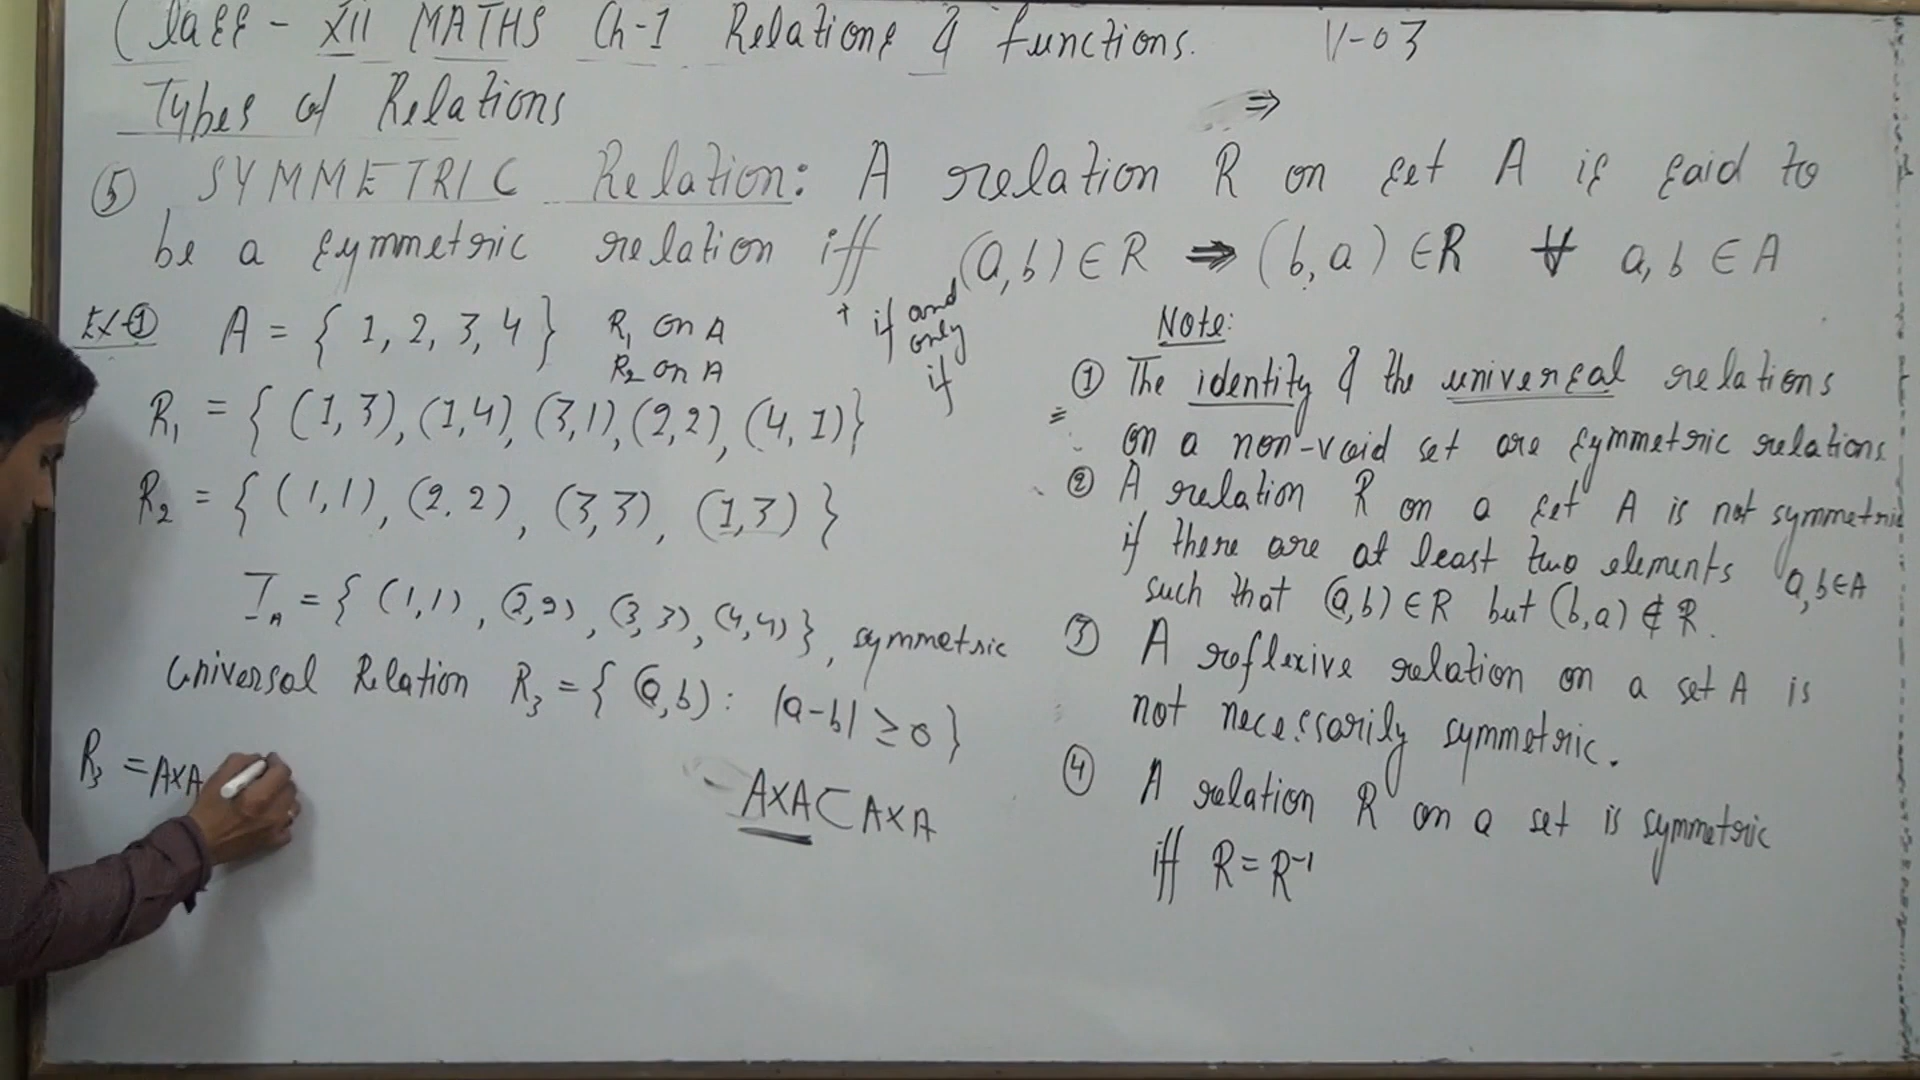 Class - XII MATHS Ch-1 Relations & functions. V-03
Types of Relations
⇒
⑤ SYMMETRIC Relation: A relation R on set A is said to
be a symmetric relation iff (a,b) ∈ R ⇒ (b,a) ∈ R ∀ a, b ∈ A
* if and
only
if
Ex-① A = { 1, 2, 3, 4 } R₁ on A
R₂ on A
R₁ = { (1,3), (1,4), (3,1), (2,2), (4,1)}
R₂ = { (1,1), (2,2), (3,3), (1,3) }
I_A = { (1,1), (2,2), (3,3), (4,4)}, symmetric
Universal Relation R₃ = { (a,b) : |a-b| ≥ 0 }
R₃ = A×A
A×A ⊂ A×A
Note:
① The identity & the universal relations
on a non-void set are symmetric relations
② A relation R on a set A is not symmetric
if there are at least two elements a,b∈A
such that (a,b) ∈ R but (b,a) ∉ R.
③ A reflexive relation on a set A is
not necessarily symmetric.
④ A relation R on a set is symmetric
iff R = R⁻¹